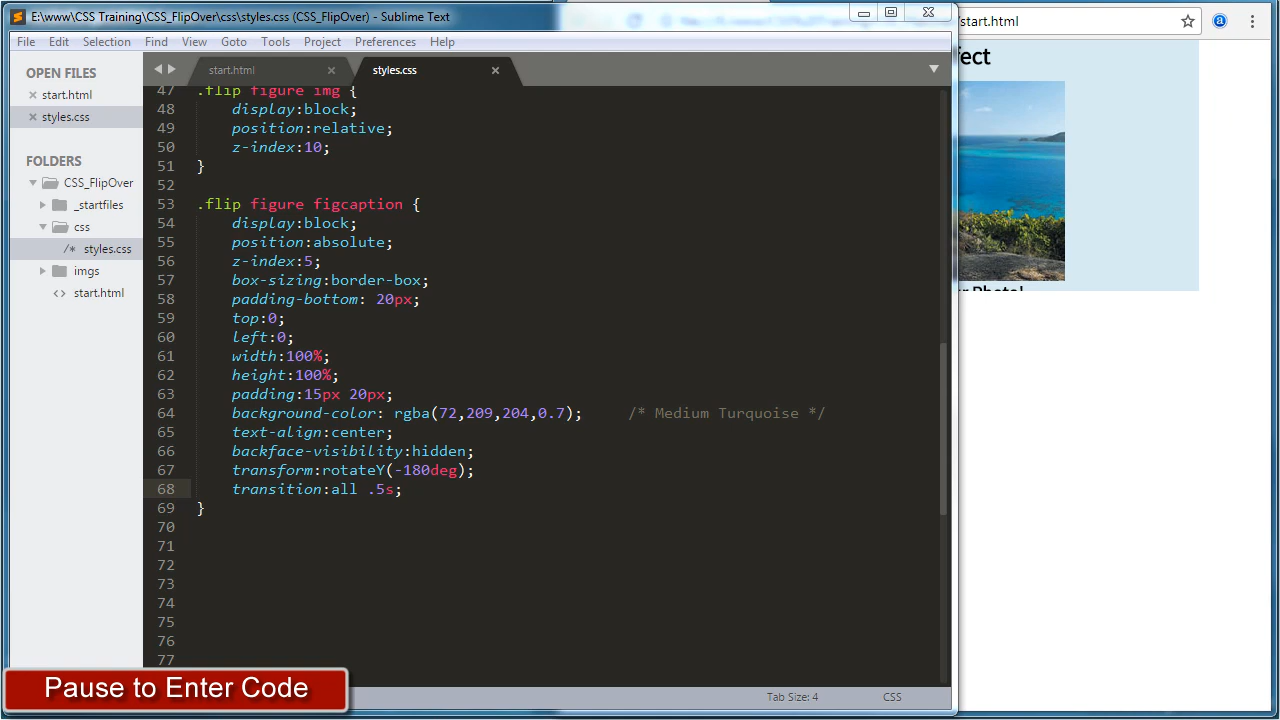 E:\www\CSS Training\CSS_FlipOver\css\styles.css (CSS_FlipOver) - Sublime Text
/start.html
File Edit Selection Find View Goto Tools Project Preferences Help
fect
OPEN FILES
start.html
styles.css
FOLDERS
CSS_FlipOver
_startfiles
css
/* styles.css
imgs
<> start.html
start.html
styles.css
47 .flip figure img {
48 display:block;
49 position:relative;
50 z-index:10;
51 }
52
53 .flip figure figcaption {
54 display:block;
55 position:absolute;
56 z-index:5;
57 box-sizing:border-box;
58 padding-bottom: 20px;
59 top:0;
60 left:0;
61 width:100%;
62 height:100%;
63 padding:15px 20px;
64 background-color: rgba(72,209,204,0.7); /* Medium Turquoise */
65 text-align:center;
66 backface-visibility:hidden;
67 transform:rotateY(-180deg);
68 transition:all .5s;
69 }
70
71
72
73
74
75
76
77
Pause to Enter Code
Tab Size: 4 CSS